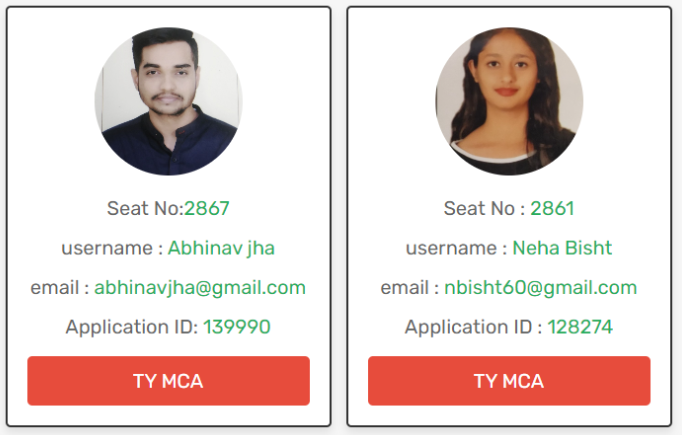 Seat No:2867
username : Abhinav jha
email : abhinavjha@gmail.com
Application ID: 139990
TY MCA
Seat No : 2861
username : Neha Bisht
email : nbisht60@gmail.com
Application ID : 128274
TY MCA